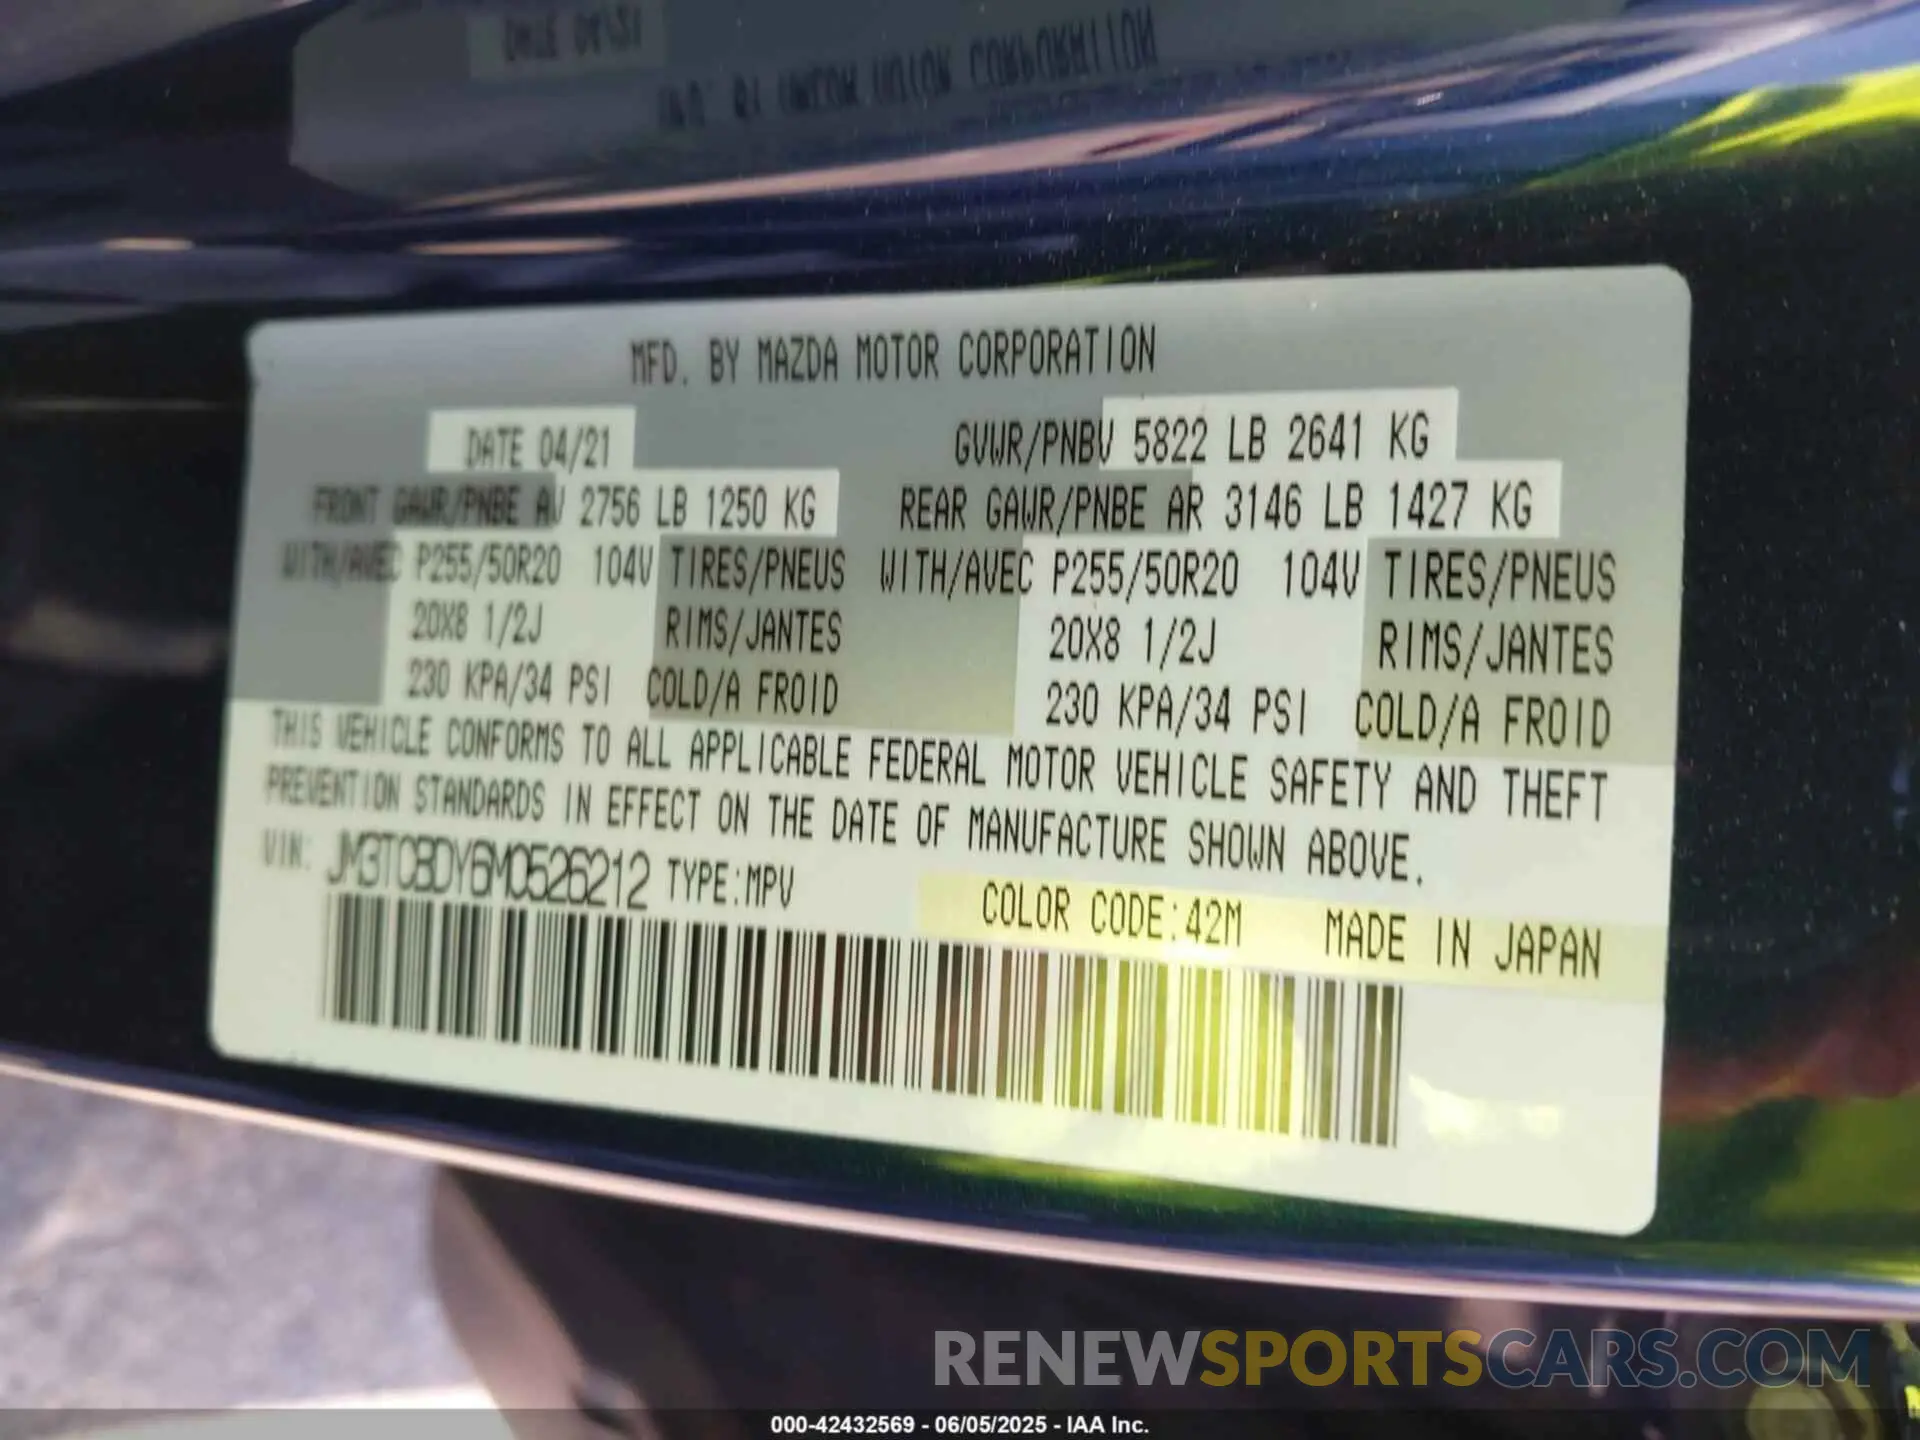 MFD. BY MAZDA MOTOR CORPORATION
DATE 04/21 GVWR/PNBV 5822 LB 2641 KG
FRONT GAWR/PNBE AV 2756 LB 1250 KG REAR GAWR/PNBE AR 3146 LB 1427 KG
WITH/AVEC P255/50R20 104V TIRES/PNEUS WITH/AVEC P255/50R20 104V TIRES/PNEUS
20X8 1/2J RIMS/JANTES 20X8 1/2J RIMS/JANTES
230 KPA/34 PSI COLD/A FROID 230 KPA/34 PSI COLD/A FROID
THIS VEHICLE CONFORMS TO ALL APPLICABLE FEDERAL MOTOR VEHICLE SAFETY AND THEFT
PREVENTION STANDARDS IN EFFECT ON THE DATE OF MANUFACTURE SHOWN ABOVE.
VIN: JM3TCBDY6M0526212 TYPE:MPV
COLOR CODE:42M MADE IN JAPAN
RENEWSPORTSCARS.COM
000-42432569 - 06/05/2025 - IAA Inc.